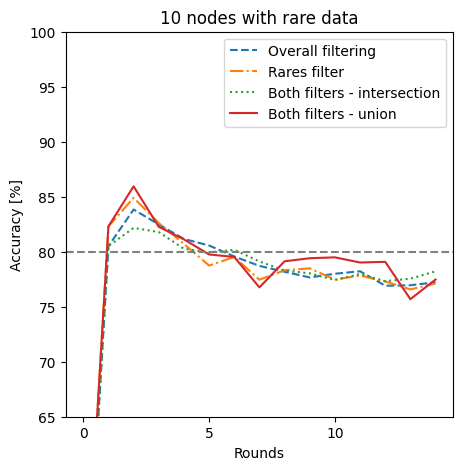 10 nodes with rare data
Overall filtering
Rares filter
Both filters - intersection
Both filters - union
Accuracy [%]
100
95
90
85
80
75
70
65
0
5
10
Rounds